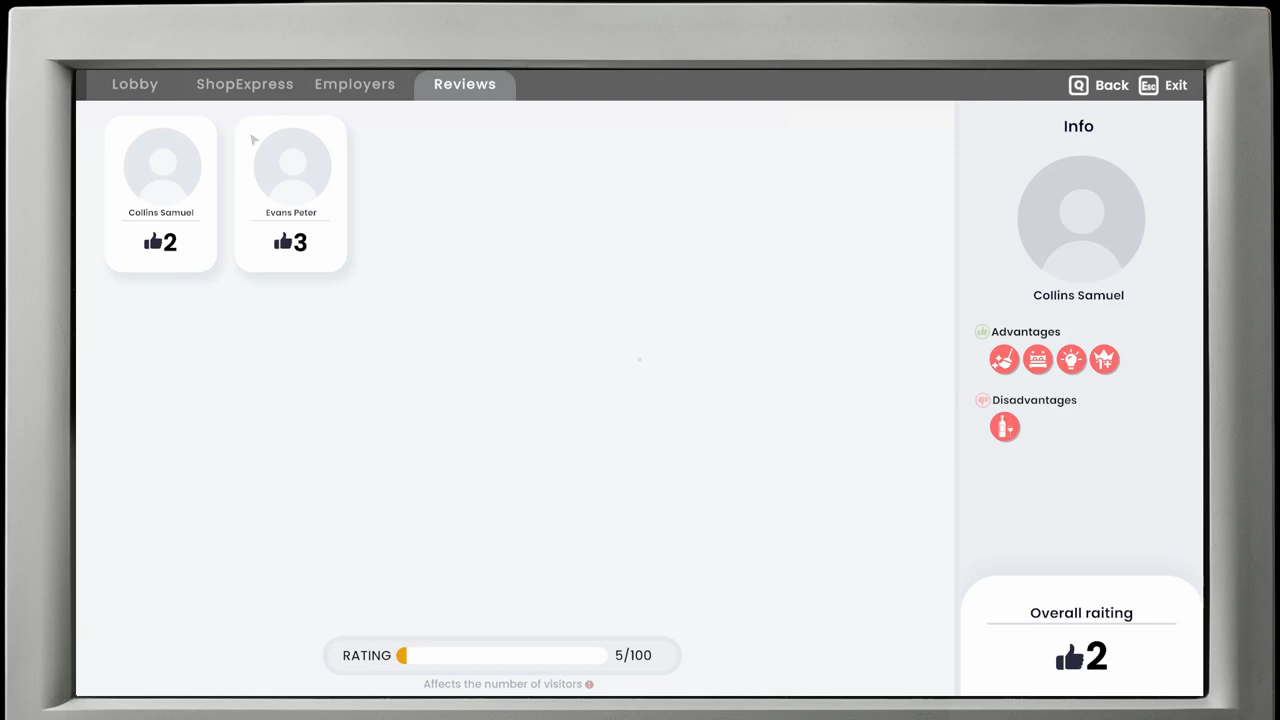 Lobby
ShopExpress
Employers
Reviews
Q Back
Esc Exit
Collins Samuel
2
Evans Peter
3
Info
Collins Samuel
Advantages
Disadvantages
Overall raiting
2
RATING 5/100
Affects the number of visitors